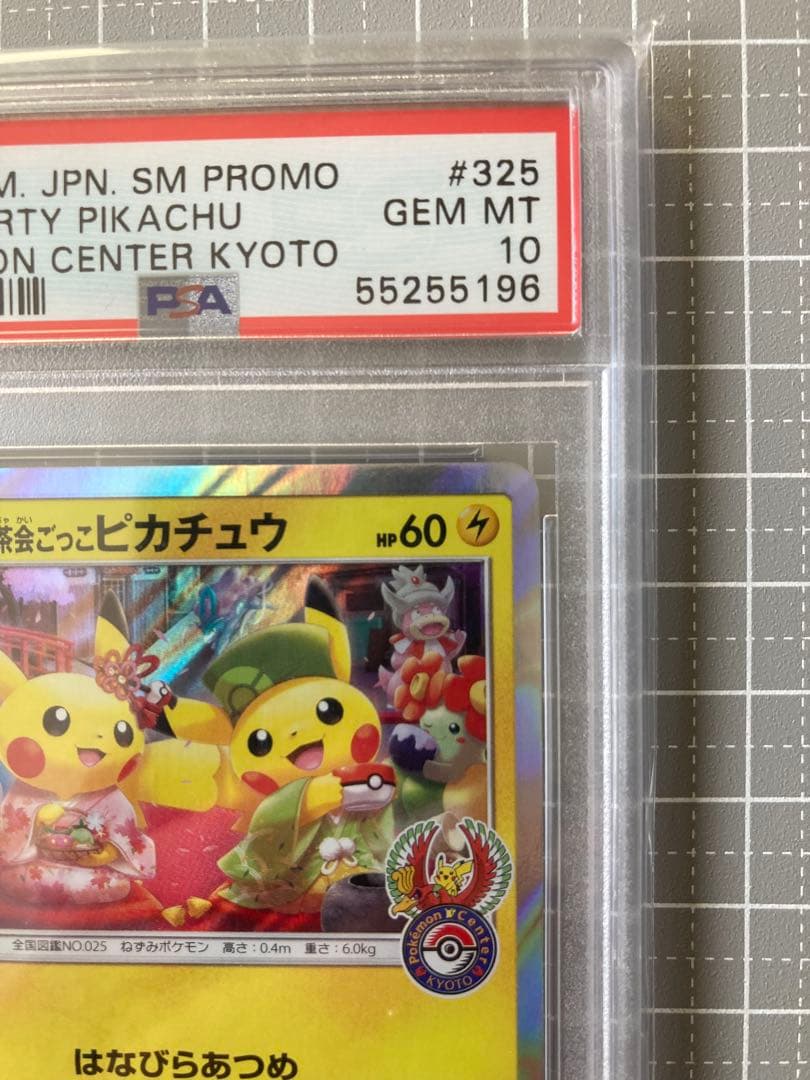 M. JPN. SM PROMO #325
RTY PIKACHU GEM MT
ON CENTER KYOTO 10
PSA 55255196
ゃ かい
茶会ごっこピカチュウ HP60
Pokémon Center
KYOTO
全国図鑑NO.025 ねずみポケモン 高さ:0.4m 重さ:6.0kg
はなびらあつめ